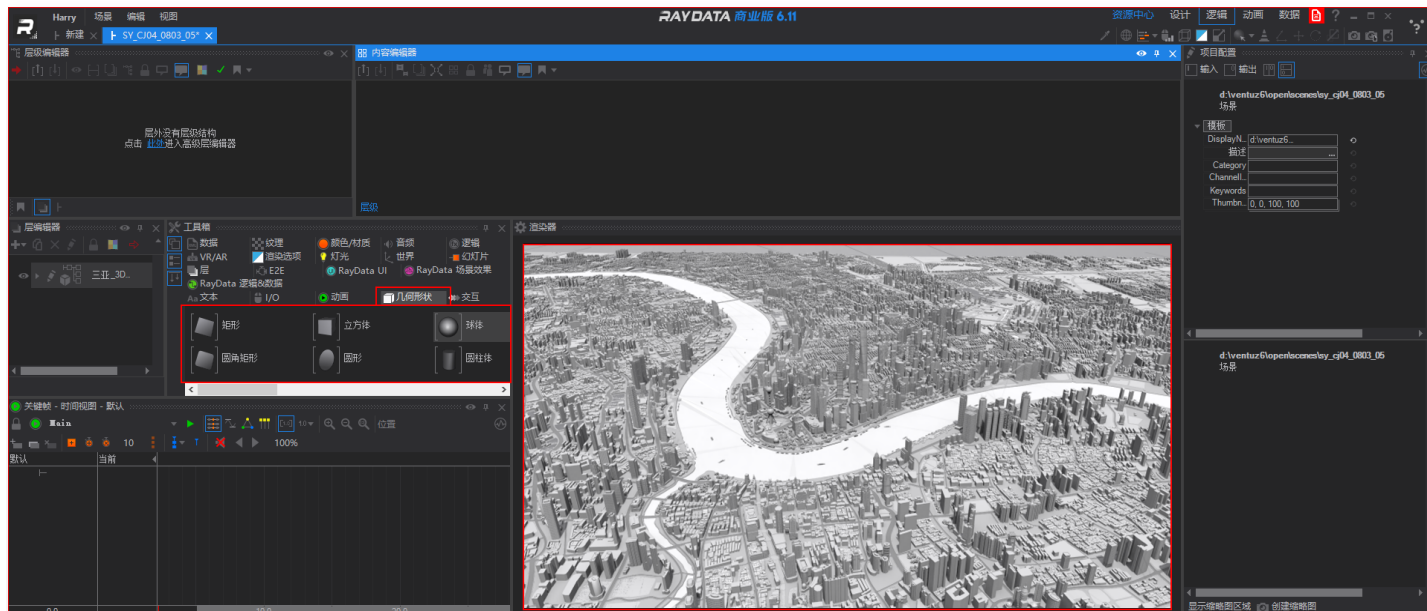 Harry 场景 编辑 视图
RAYDATA 商业版 6.11
资源中心 设计 逻辑 动画 数据
新建 SY_CJ04_0803_05*
层级编辑器
层外没有层级结构
点击 此处进入高级层编辑器
内容编辑器
层级
项目配置
输入 输出
d:\ventuz6\open\scenes\sy_cj04_0803_05
场景
模板
DisplayN.. d:\ventuz6...
描述 ...
Category
Channell..
Keywords
Thumbn.. 0, 0, 100, 100
层编辑器
三亚_3D..
工具箱
数据 纹理 颜色/材质 音频 逻辑
VR/AR 渲染选项 灯光 世界 幻灯片
层 E2E RayData UI RayData 场景效果
RayData 逻辑&数据
Aa 文本 I/O 动画 几何形状 交互
矩形 立方体 球体
圆角矩形 圆形 圆柱体
渲染器
d:\ventuz6\open\scenes\sy_cj04_0803_05
场景
关键帧 - 时间视图 - 默认
Main 10 位置
10 100%
默认 当前
0.0 10.0 20.0
显示缩略图区域 创建缩略图